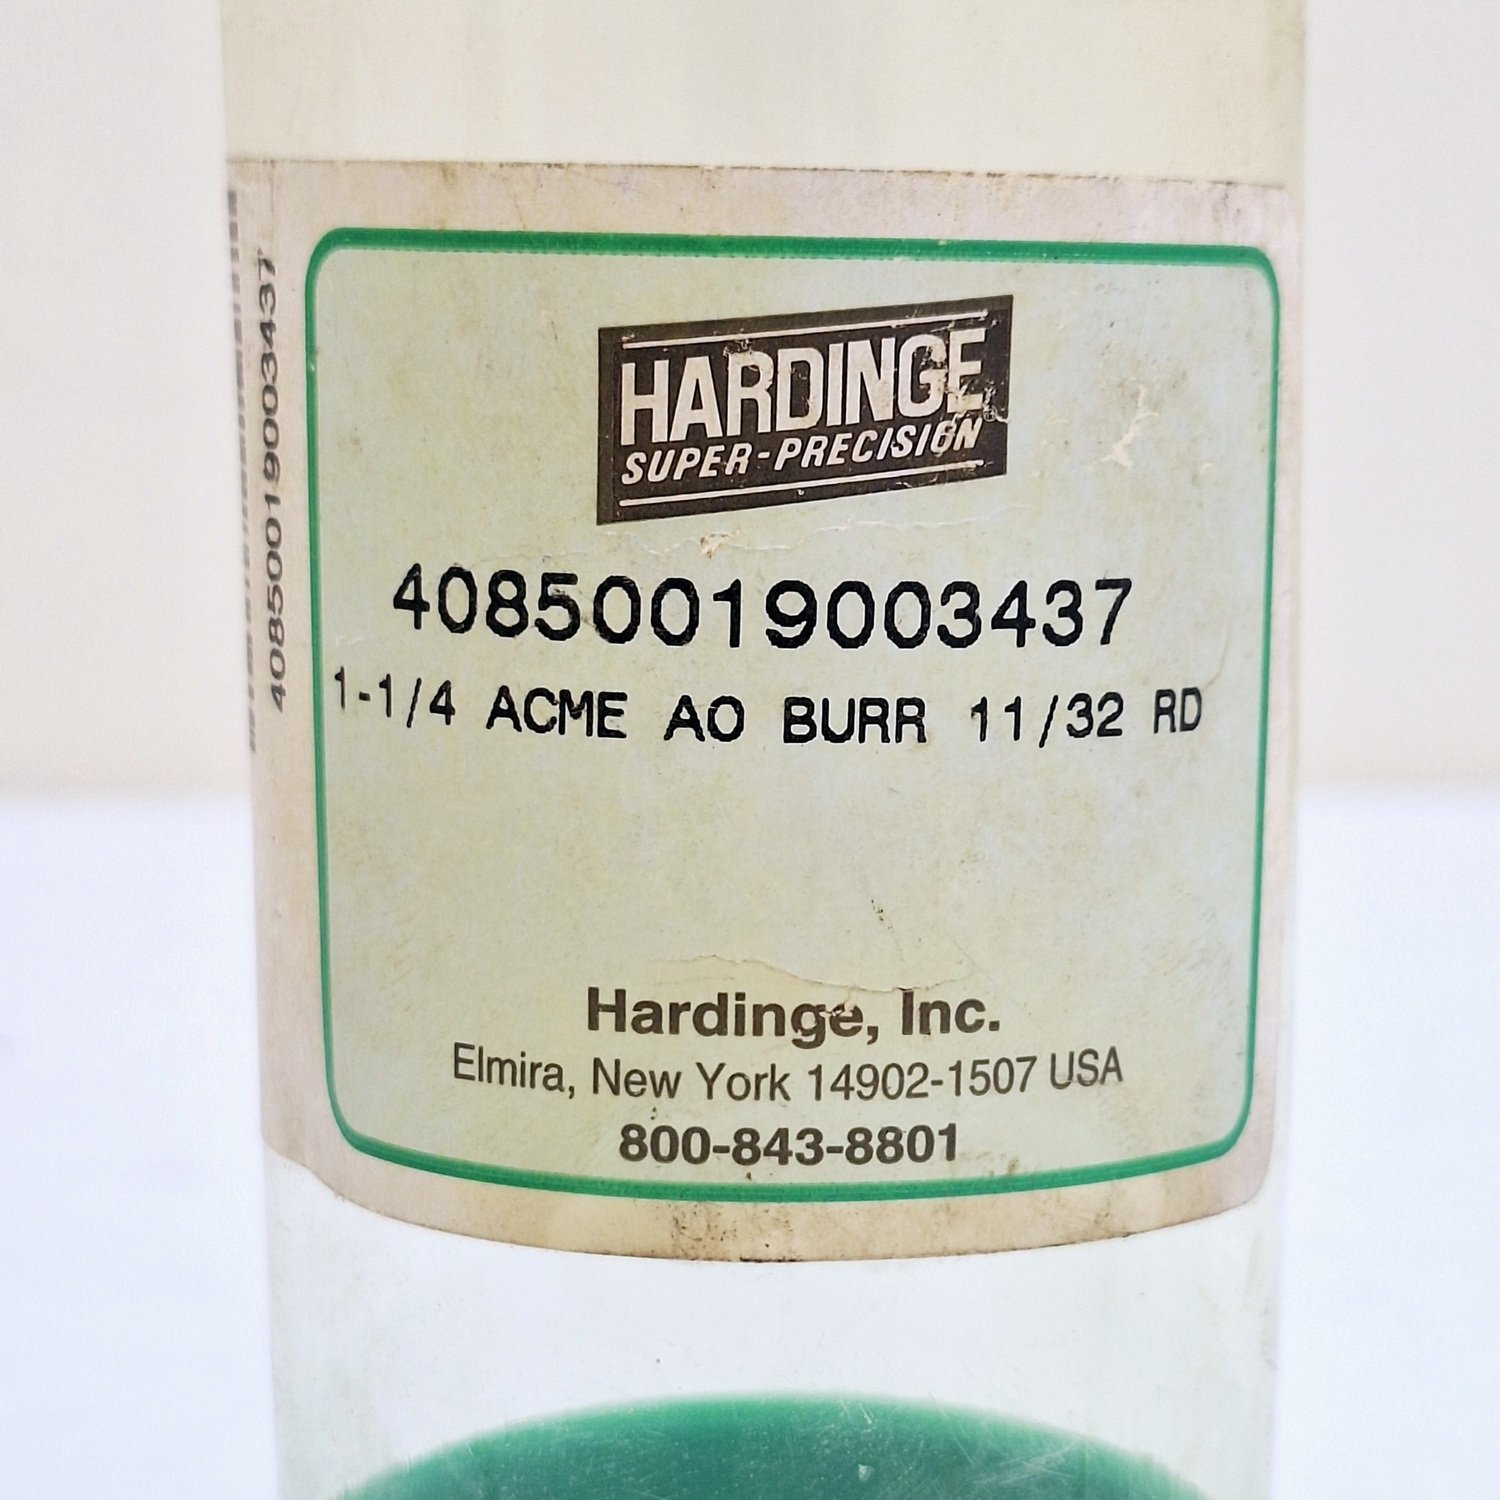 HARDINGE
SUPER-PRECISION
40850019003437
1-1/4 ACME AO BURR 11/32 RD
Hardinge, Inc.
Elmira, New York 14902-1507 USA
800-843-8801
40850019003437